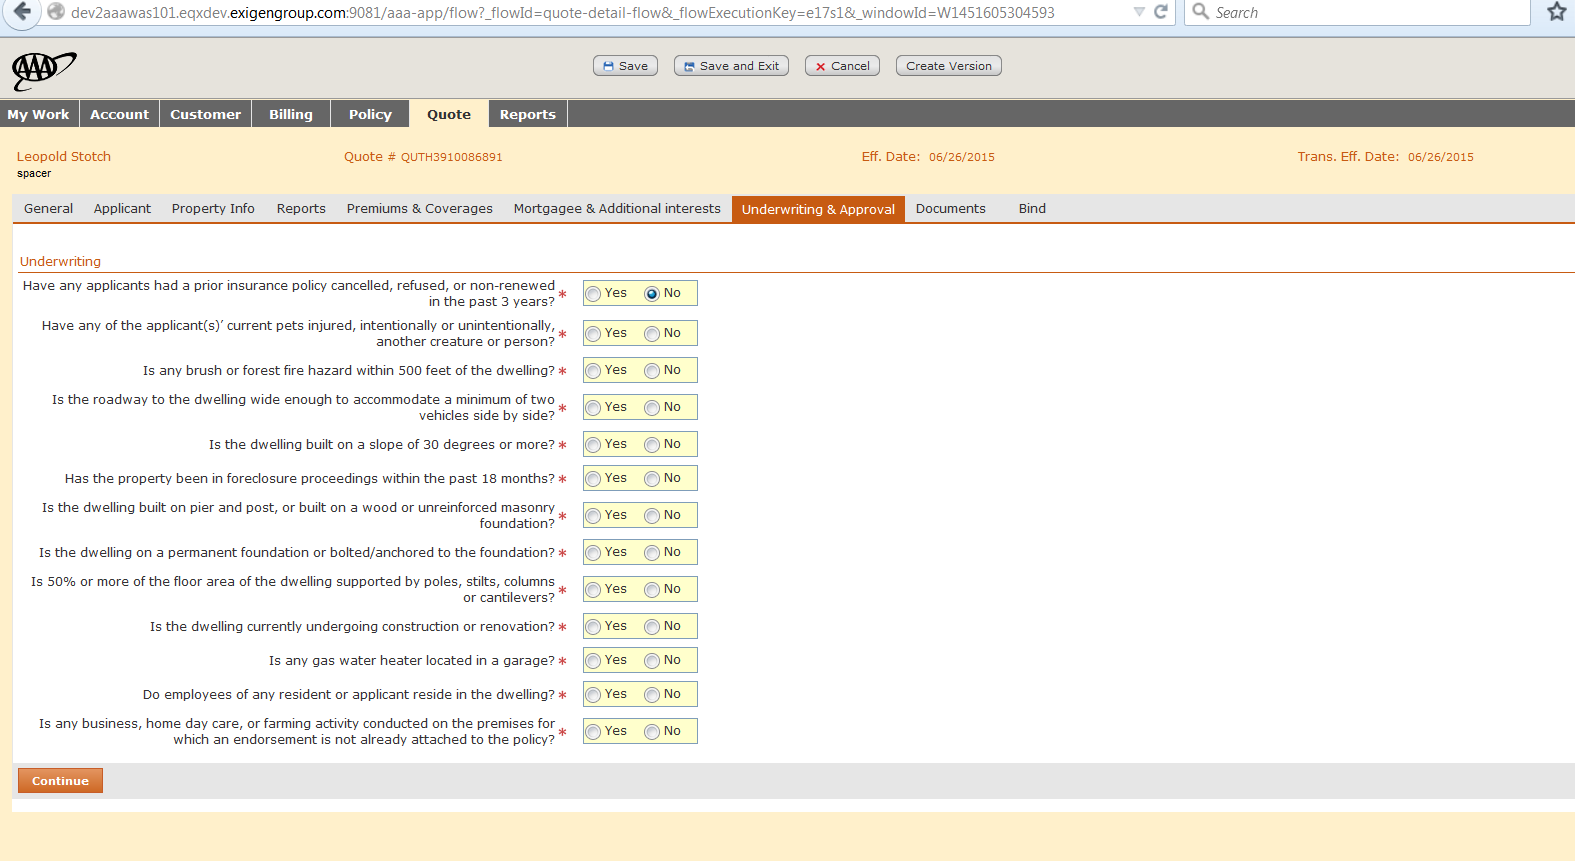 dev2aaawas101.eqxdev.exigengroup.com:9081/aaa-app/flow?_flowId=quote-detail-flow&_flowExecutionKey=e17s1&_windowId=W1451605304593
Search
AAA
Save
Save and Exit
Cancel
Create Version
My Work
Account
Customer
Billing
Policy
Quote
Reports
Leopold Stotch
Quote # QUTH3910086891
Eff. Date: 06/26/2015
Trans. Eff. Date: 06/26/2015
spacer
General
Applicant
Property Info
Reports
Premiums & Coverages
Mortgagee & Additional interests
Underwriting & Approval
Documents
Bind
Underwriting
Have any applicants had a prior insurance policy cancelled, refused, or non-renewed
in the past 3 years? * Yes No
Have any of the applicant(s)’ current pets injured, intentionally or unintentionally,
another creature or person? * Yes No
Is any brush or forest fire hazard within 500 feet of the dwelling? * Yes No
Is the roadway to the dwelling wide enough to accommodate a minimum of two
vehicles side by side? * Yes No
Is the dwelling built on a slope of 30 degrees or more? * Yes No
Has the property been in foreclosure proceedings within the past 18 months? * Yes No
Is the dwelling built on pier and post, or built on a wood or unreinforced masonry
foundation? * Yes No
Is the dwelling on a permanent foundation or bolted/anchored to the foundation? * Yes No
Is 50% or more of the floor area of the dwelling supported by poles, stilts, columns
or cantilevers? * Yes No
Is the dwelling currently undergoing construction or renovation? * Yes No
Is any gas water heater located in a garage? * Yes No
Do employees of any resident or applicant reside in the dwelling? * Yes No
Is any business, home day care, or farming activity conducted on the premises for
which an endorsement is not already attached to the policy? * Yes No
Continue